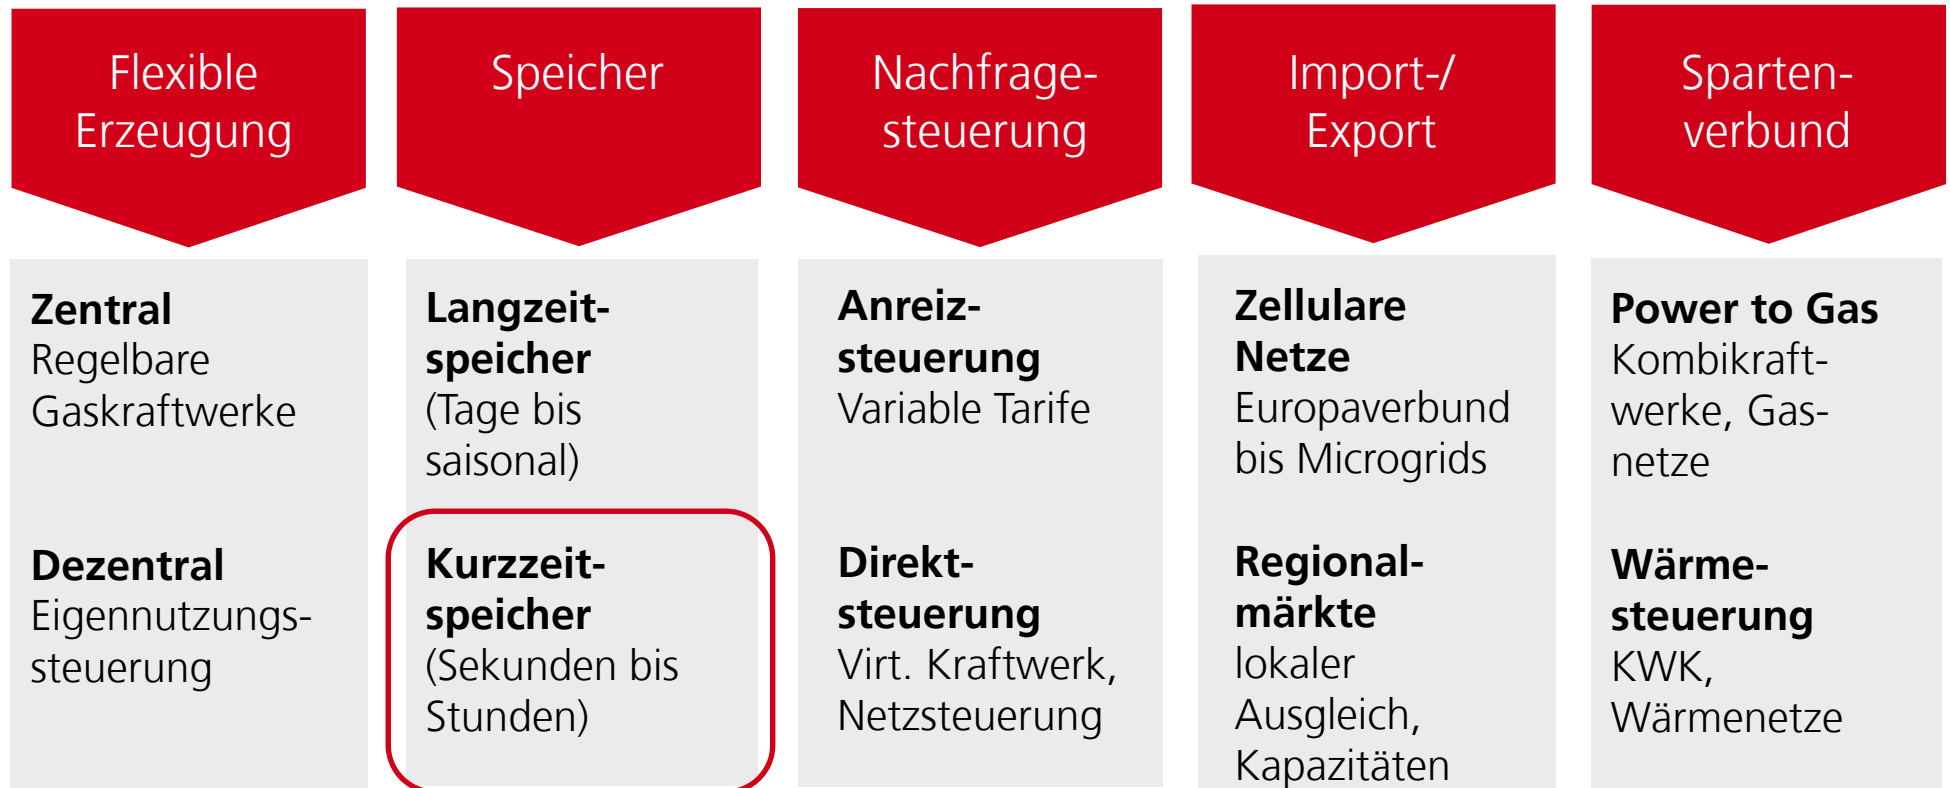 Flexible
Erzeugung
Speicher
Nachfrage-
steuerung
Import-/
Export
Sparten-
verbund
Zentral
Regelbare
Gaskraftwerke
Dezentral
Eigennutzungs-
steuerung
Langzeit-
speicher
(Tage bis
saisonal)
Kurzzeit-
speicher
(Sekunden bis
Stunden)
Anreiz-
steuerung
Variable Tarife
Direkt-
steuerung
Virt. Kraftwerk,
Netzsteuerung
Zellulare
Netze
Europaverbund
bis Microgrids
Regional-
märkte
lokaler
Ausgleich,
Kapazitäten
Power to Gas
Kombikraft-
werke, Gas-
netze
Wärme-
steuerung
KWK,
Wärmenetze